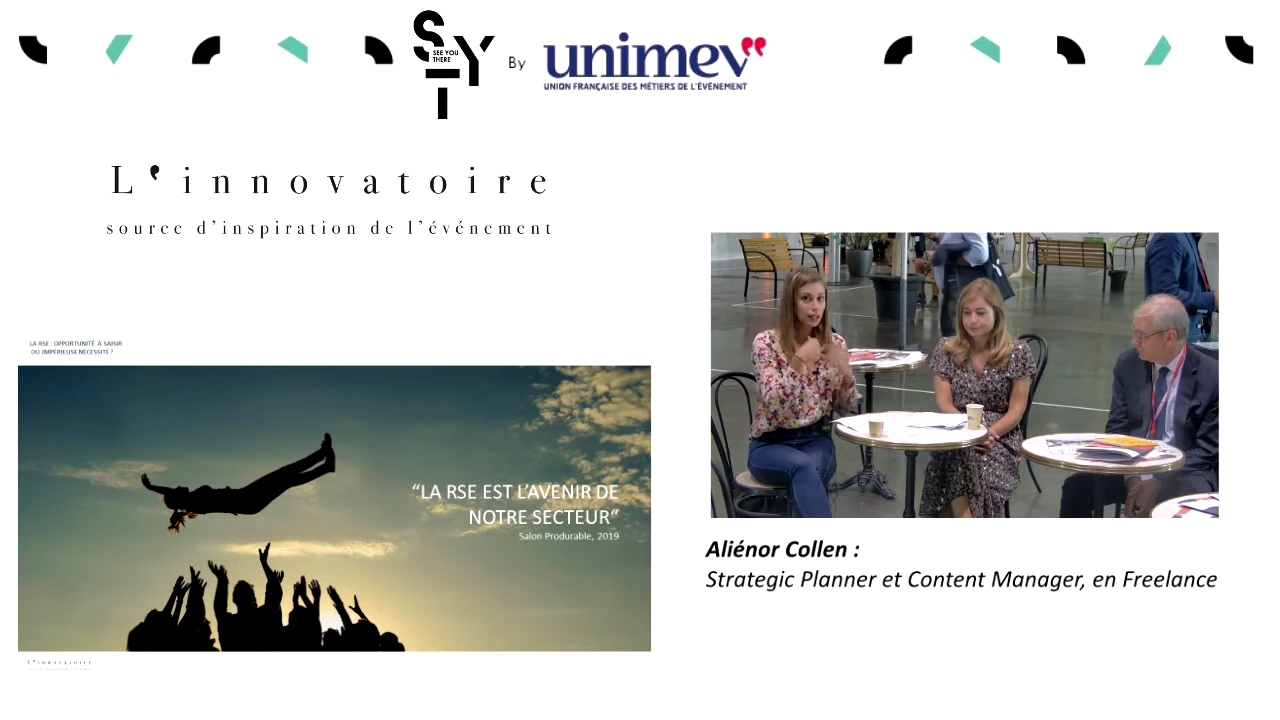 SEE YOU
THERE
By
unimev
UNION FRANÇAISE DES MÉTIERS DE L'ÉVÉNEMENT
L'innovatoire
source d'inspiration de l'événement
LA RSE : OPPORTUNITÉ À SAISIR
OU IMPÉRIEUSE NÉCESSITÉ ?
“LA RSE EST L'AVENIR DE
NOTRE SECTEUR“
Salon Produrable, 2019
L'innovatoire
Aliénor Collen :
Strategic Planner et Content Manager, en Freelance